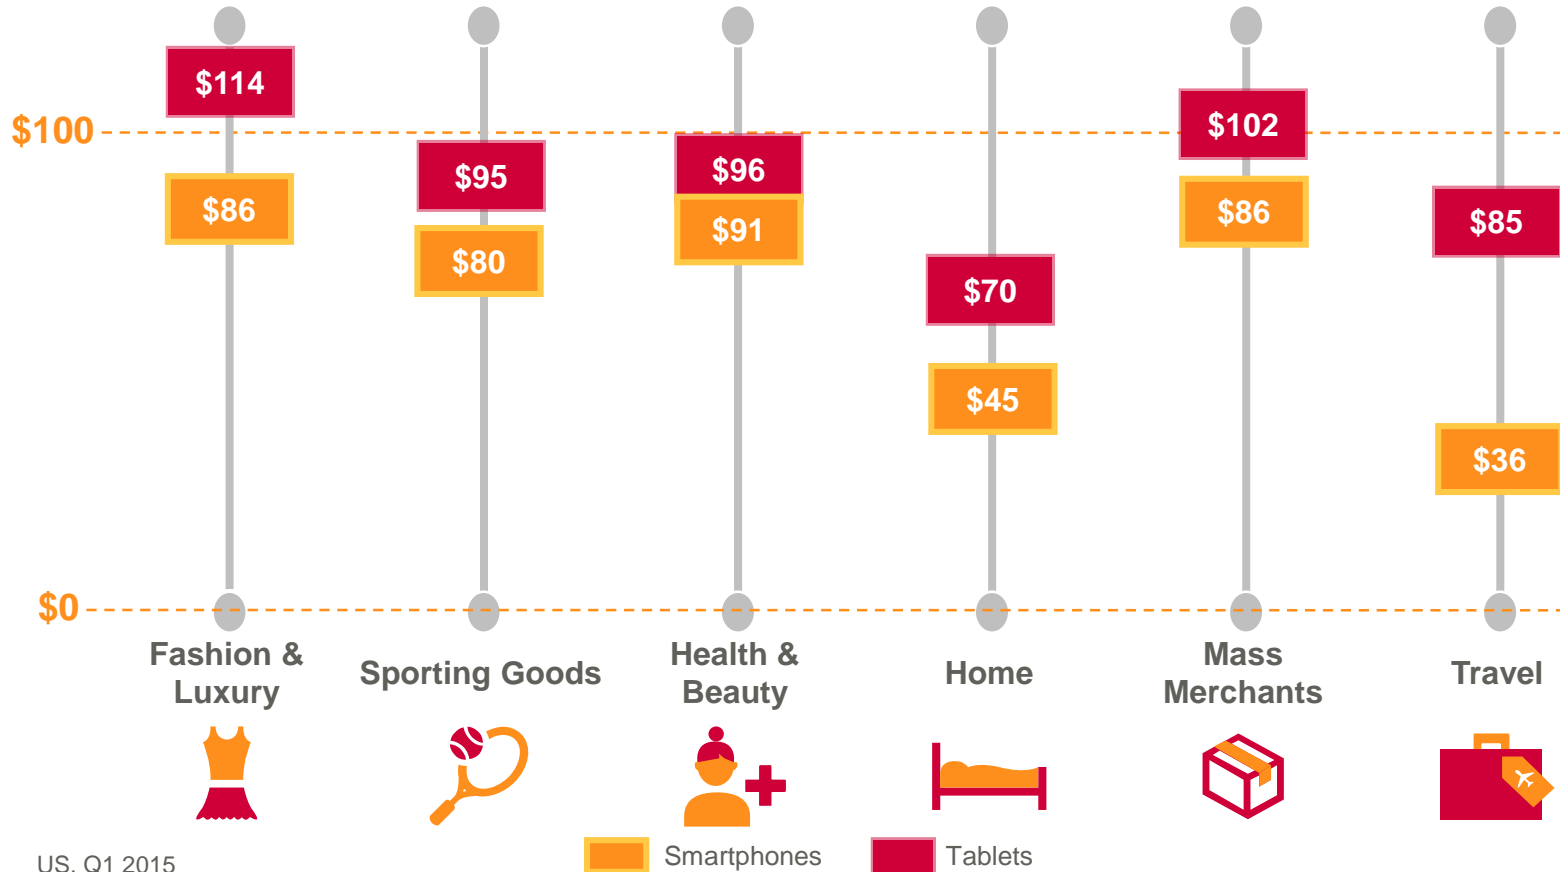 $114
$100
$102
$95
$96
$86
$86
$85
$91
$80
$70
$45
$36
$0
Fashion &
Luxury
Sporting Goods
Health &
Beauty
Home
Mass
Merchants
Travel
Smartphones
Tablets
US, Q1 2015